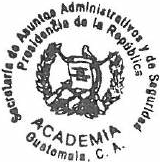 Secretaría de Asuntos Administrativos y de Seguridad
Presidencia de la República
ACADEMIA
Guatemala, C. A.